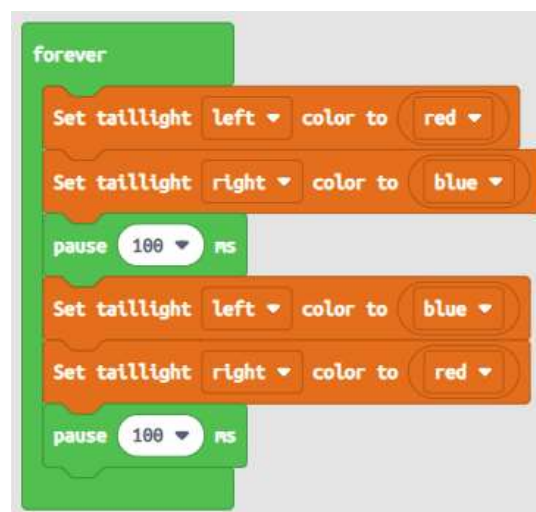 forever
Set taillight left color to red
Set taillight right color to blue
pause 100 ms
Set taillight left color to blue
Set taillight right color to red
pause 100 ms